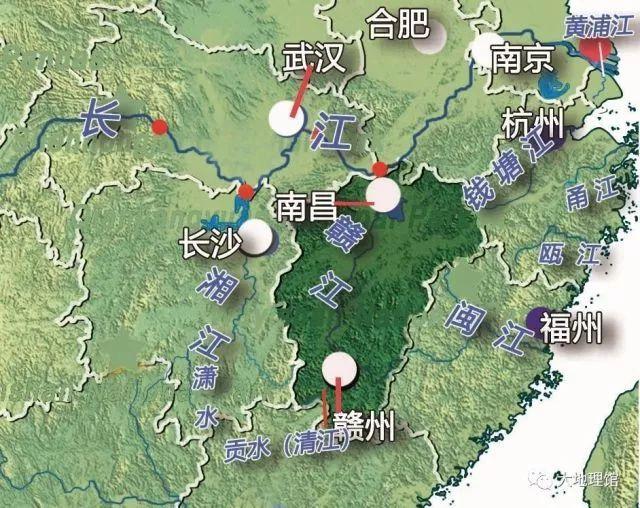 合肥
黄浦江
武汉
南京
长江
杭州
钱塘江
甬江
南昌
赣江
长沙
瓯江
湘江
闽江
福州
潇水
赣州
贡水（清江）
大地理馆